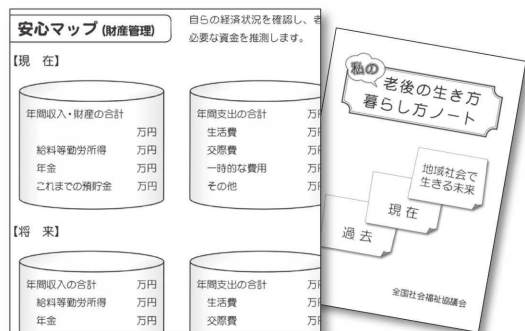 安心マップ(財産管理)
自らの経済状況を確認し、
必要な資金を推測します。
【現 在】
年間収入・財産の合計
万円
給料等勤労所得 万円
年金 万円
これまでの預貯金 万円
年間支出の合計 万
生活費 万
交際費 万
一時的な費用 万
その他 万
【将 来】
年間収入の合計 万円
給料等勤労所得 万円
年金 万円
年間支出の合計 万
生活費 万
交際費 万
私の
老後の生き方
暮らし方ノート
地域社会で
生きる未来
現在
過去
全国社会福祉協議会